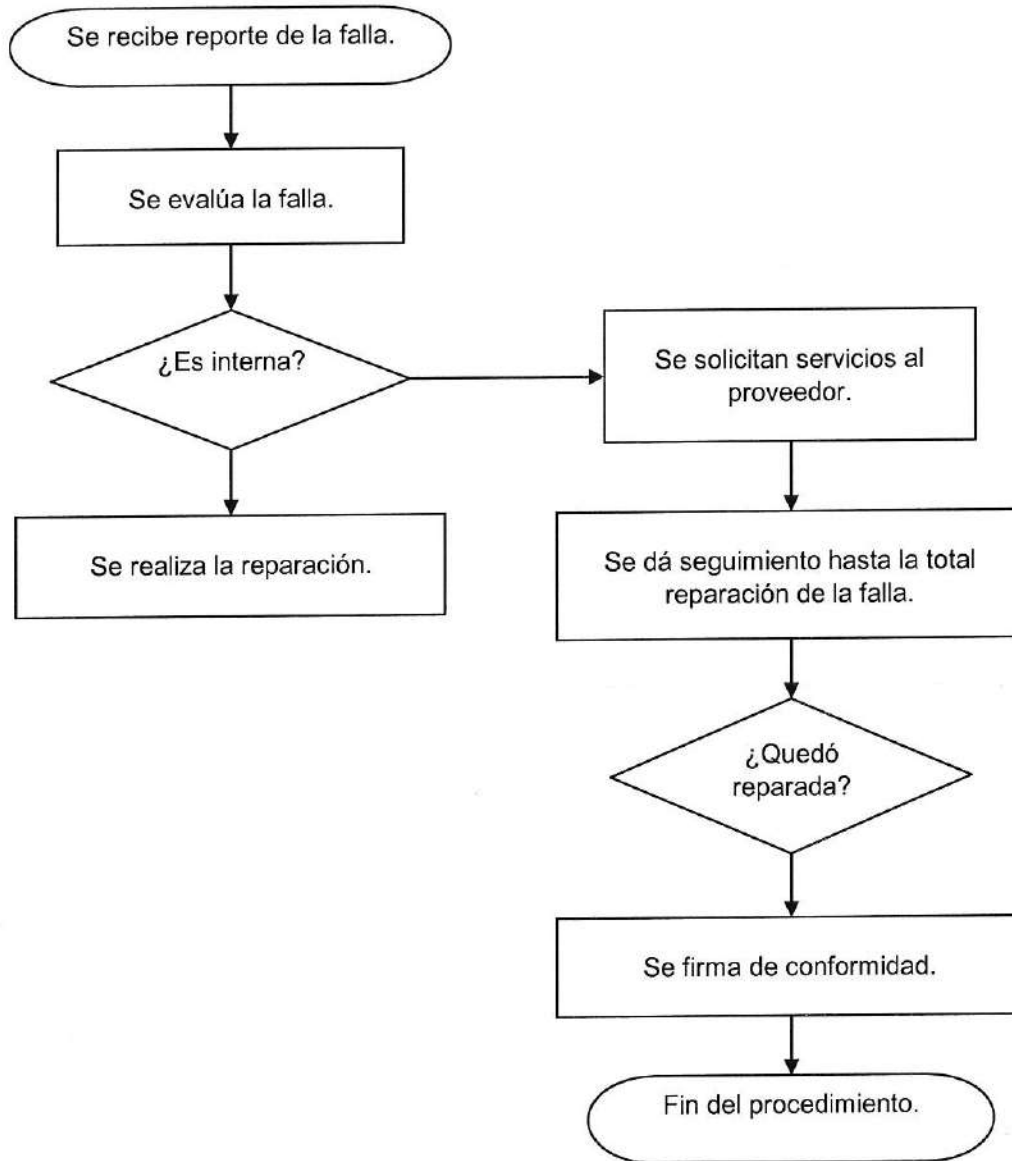 Se recibe reporte de la falla.
Se evalúa la falla.
¿Es interna?
Se realiza la reparación.
Se solicitan servicios al
proveedor.
Se dá seguimiento hasta la total
reparación de la falla.
¿Quedó
reparada?
Se firma de conformidad.
Fin del procedimiento.